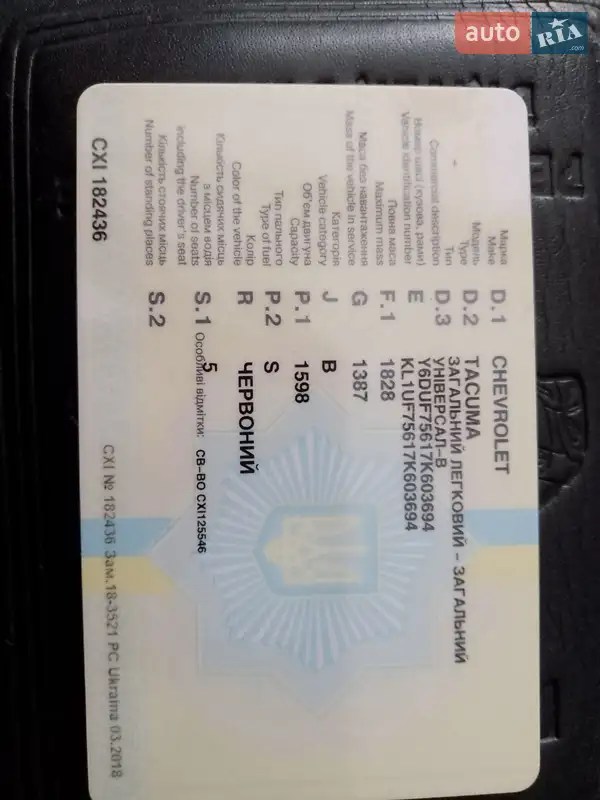 auto RIA .com
Марка
Make
D.1 CHEVROLET
Модель
D.2 TACUMA
Тип
Type
ЗАГАЛЬНИЙ ЛЕГКОВИЙ – ЗАГАЛЬНИЙ
Commercial description
D.3 УНІВЕРСАЛ-В
Номер шасі (кузова, рами)
Vehicle identification number
E Y6DUF75617K603694
KL1UF75617K603694
Повна маса
Maximum mass
F.1 1828
Маса без навантаження
Mass of the vehicle in service
G 1387
Категорія
Vehicle category
J B
Об'єм двигуна
Capacity
P.1 1598
Тип пального
Type of fuel
P.2 S
Колір
Color of the vehicle
R ЧЕРВОНИЙ
Кількість сидячих місць
з місцем водія
Number of seats
including the driver's seat
S.1 5
Особливі відмітки: СВ-ВО СХІ125546
Кількість стоячих місць
Number of standing places
S.2
СХІ 182436
СХІ № 182436 Зам.18-3521 РС Ukraina 03.2018